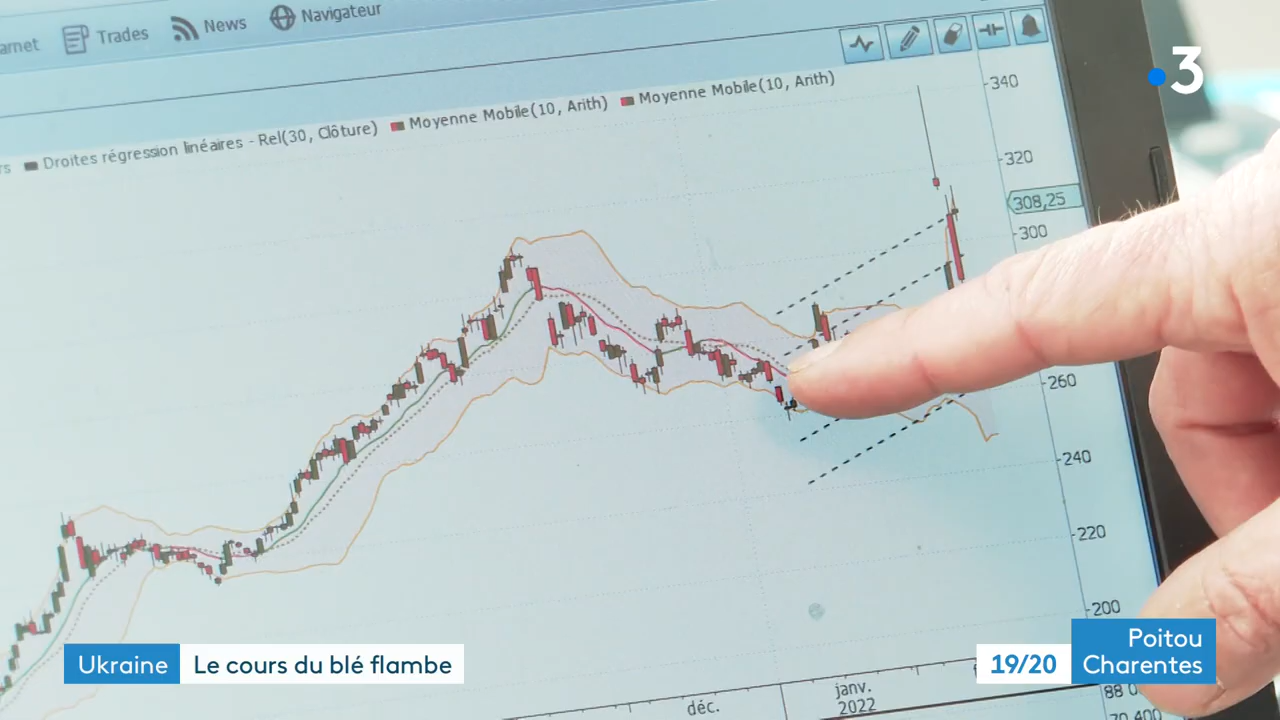 Trades
News
Navigateur
3
Droites régression linéaires - Rel(30, Clôture)
Moyenne Mobile(10, Arith)
Moyenne Mobile(10, Arith)
340
320
308,25
300
260
240
220
200
Ukraine
Le cours du blé flambe
19/20
Poitou
Charentes
déc.
janv.
2022